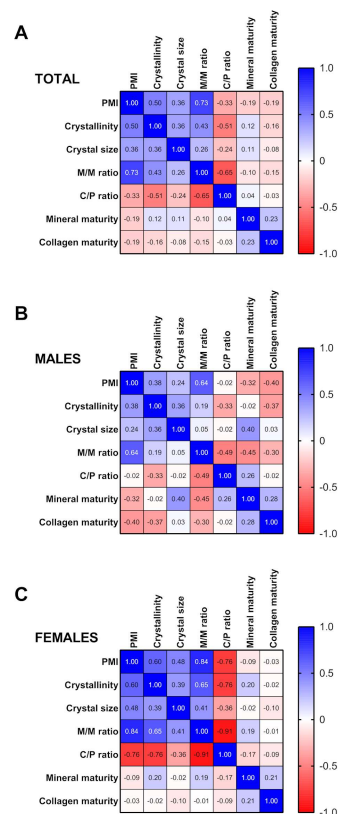 A
TOTAL
PMI
Crystallinity
Crystal size
M/M ratio
C/P ratio
Mineral maturity
Collagen maturity
PMI 1.00 0.50 0.36 0.73 -0.33 -0.19 -0.19
Crystallinity 0.50 1.00 0.36 0.43 -0.51 0.12 -0.16
Crystal size 0.36 0.36 1.00 0.26 -0.24 0.11 -0.08
M/M ratio 0.73 0.43 0.26 1.00 -0.65 -0.10 -0.15
C/P ratio -0.33 -0.51 -0.24 -0.65 1.00 0.04 -0.03
Mineral maturity -0.19 0.12 0.11 -0.10 0.04 1.00 0.23
Collagen maturity -0.19 -0.16 -0.08 -0.15 -0.03 0.23 1.00
1.0
0.5
0
-0.5
-1.0
B
MALES
PMI
Crystallinity
Crystal size
M/M ratio
C/P ratio
Mineral maturity
Collagen maturity
PMI 1.00 0.38 0.24 0.64 -0.02 -0.32 -0.40
Crystallinity 0.38 1.00 0.36 0.19 -0.33 -0.02 -0.37
Crystal size 0.24 0.36 1.00 0.05 -0.02 0.40 0.03
M/M ratio 0.64 0.19 0.05 1.00 -0.49 -0.45 -0.30
C/P ratio -0.02 -0.33 -0.02 -0.49 1.00 0.26 -0.02
Mineral maturity -0.32 -0.02 0.40 -0.45 0.26 1.00 0.28
Collagen maturity -0.40 -0.37 0.03 -0.30 -0.02 0.28 1.00
1.0
0.5
0
-0.5
-1.0
C
FEMALES
PMI
Crystallinity
Crystal size
M/M ratio
C/P ratio
Mineral maturity
Collagen maturity
PMI 1.00 0.60 0.48 0.84 -0.76 -0.09 -0.03
Crystallinity 0.60 1.00 0.39 0.65 -0.76 0.20 -0.02
Crystal size 0.48 0.39 1.00 0.41 -0.36 -0.02 -0.10
M/M ratio 0.84 0.65 0.41 1.00 -0.91 0.19 -0.01
C/P ratio -0.76 -0.76 -0.36 -0.91 1.00 -0.17 -0.09
Mineral maturity -0.09 0.20 -0.02 0.19 -0.17 1.00 0.21
Collagen maturity -0.03 -0.02 -0.10 -0.01 -0.09 0.21 1.00
1.0
0.5
0
-0.5
-1.0